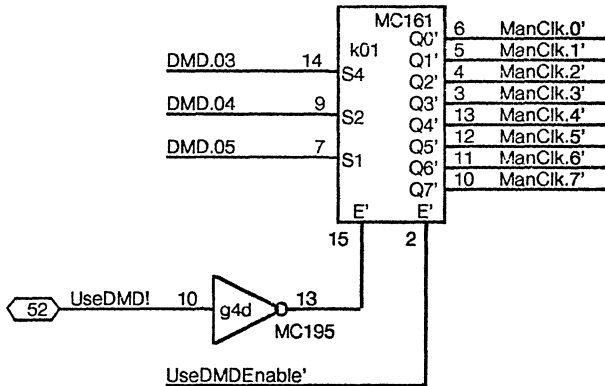 MC161
k01
DMD.03 14 S4
DMD.04 9 S2
DMD.05 7 S1
Q0' 6 ManClk.0'
Q1' 5 ManClk.1'
Q2' 4 ManClk.2'
Q3' 3 ManClk.3'
Q4' 13 ManClk.4'
Q5' 12 ManClk.5'
Q6' 11 ManClk.6'
Q7' 10 ManClk.7'
E' E'
15 2
52 UseDMD! 10 g4d 13
MC195
UseDMDEnable'